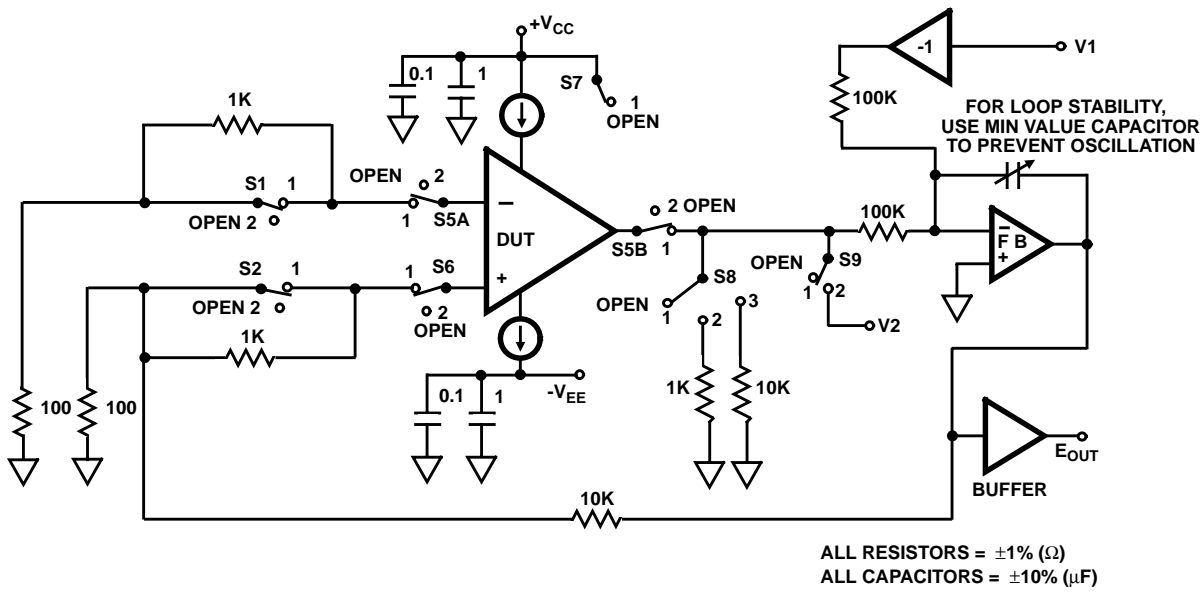 +VCC
-1
V1
0.1
1
S7
1
OPEN
100K
FOR LOOP STABILITY,
USE MIN VALUE CAPACITOR
TO PREVENT OSCILLATION
1K
S1
1
OPEN 2
OPEN
2
1
S5A
−
DUT
+
2 OPEN
S5B
1
100K
−
F B
+
S2
1
OPEN 2
1
S6
2
OPEN
1K
S8
OPEN
1
2
3
OPEN
S9
1
2
V2
100
100
0.1
1
-VEE
1K
10K
EOUT
BUFFER
10K
ALL RESISTORS = ±1% (Ω)
ALL CAPACITORS = ±10% (µF)